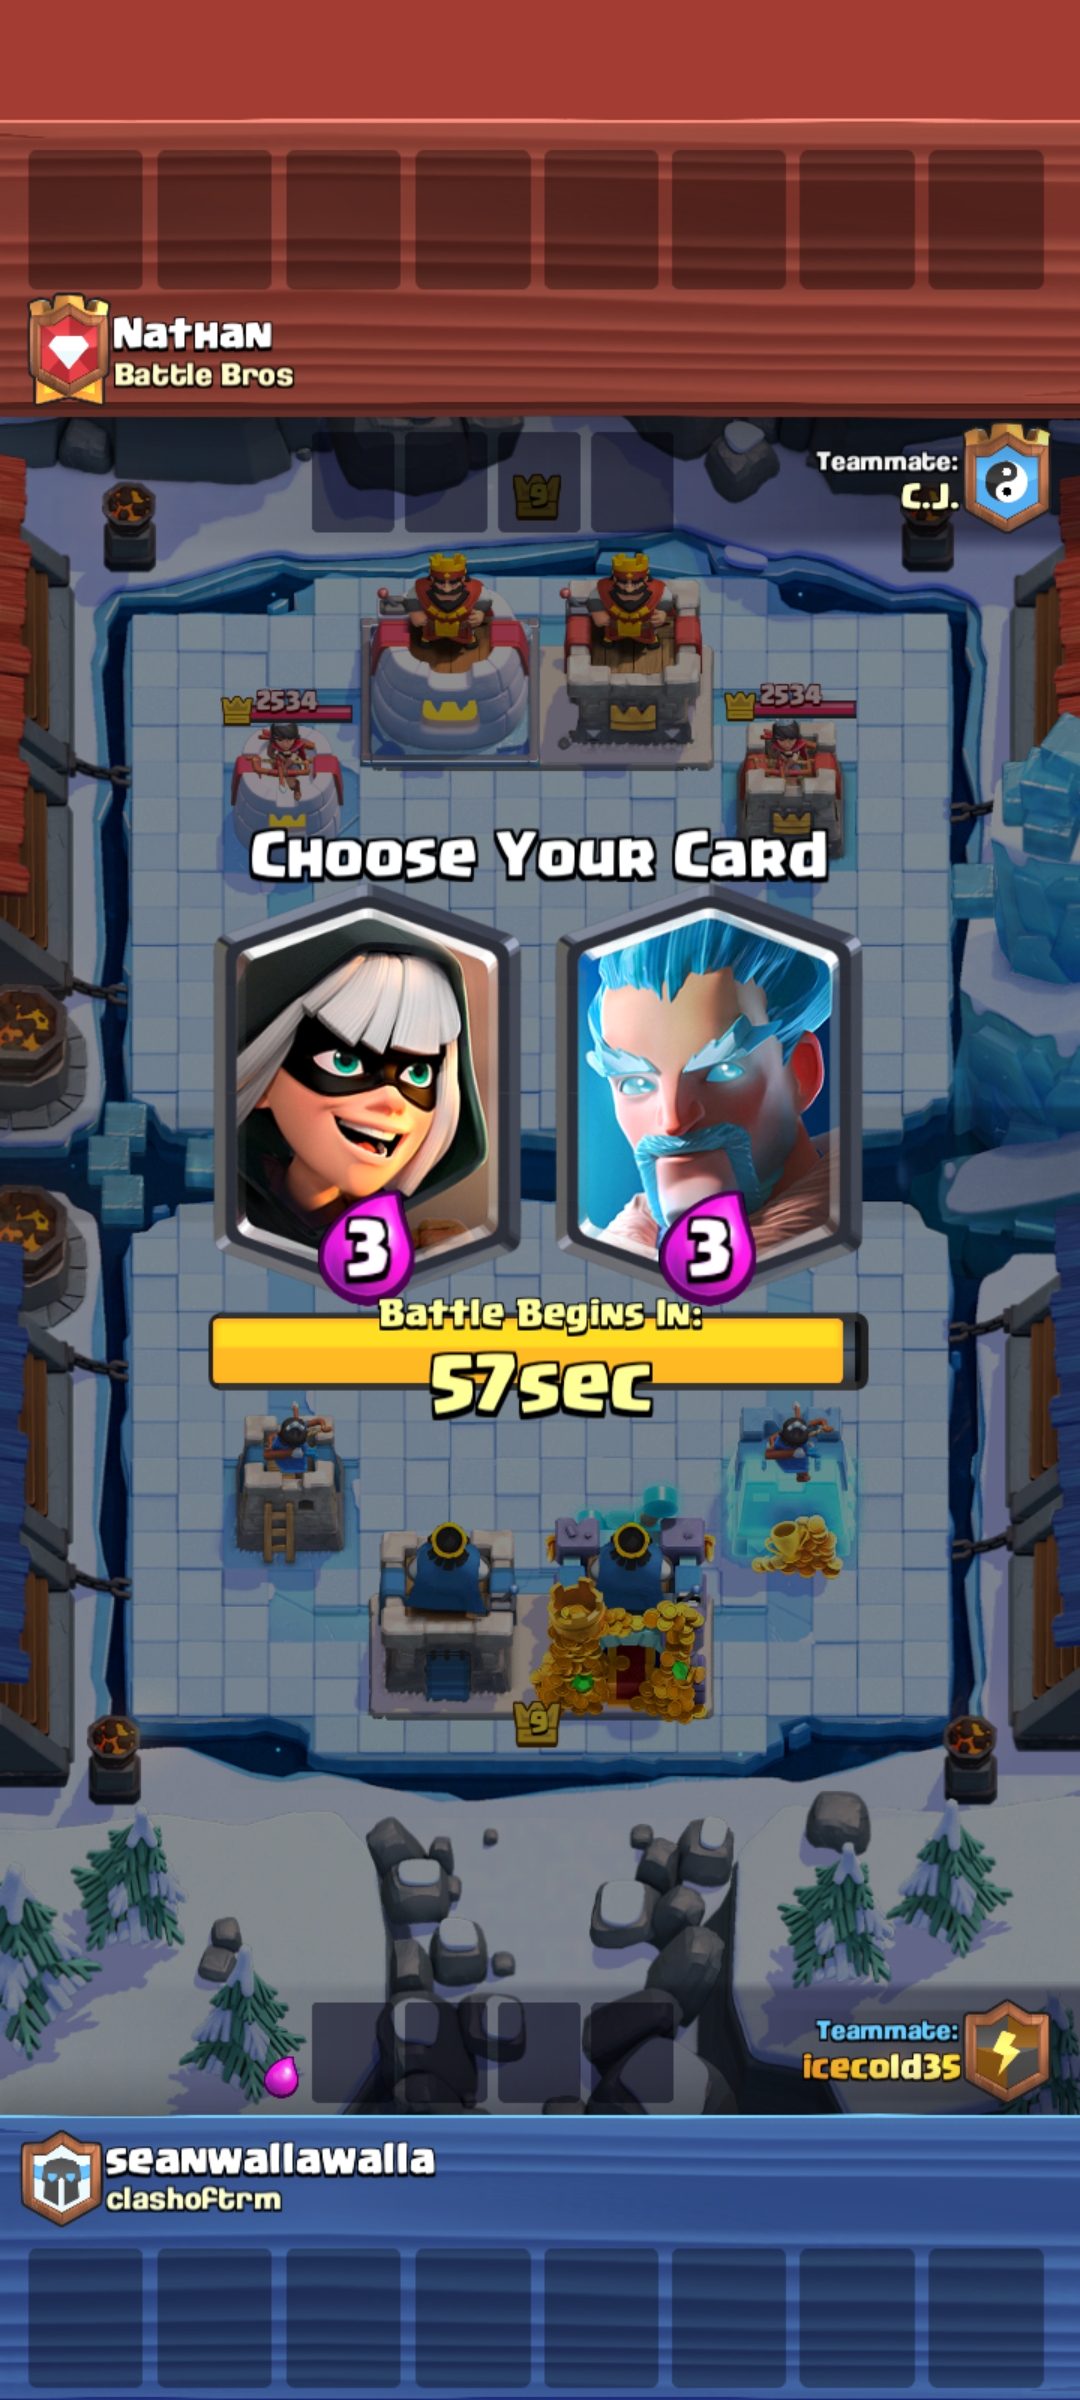 Nathan
Battle Bros
Teammate:
C.J.
9
2534
2534
Choose Your Card
3
3
Battle Begins In:
57sec
9
Teammate:
icecold35
seanwallawalla
clashoftrm